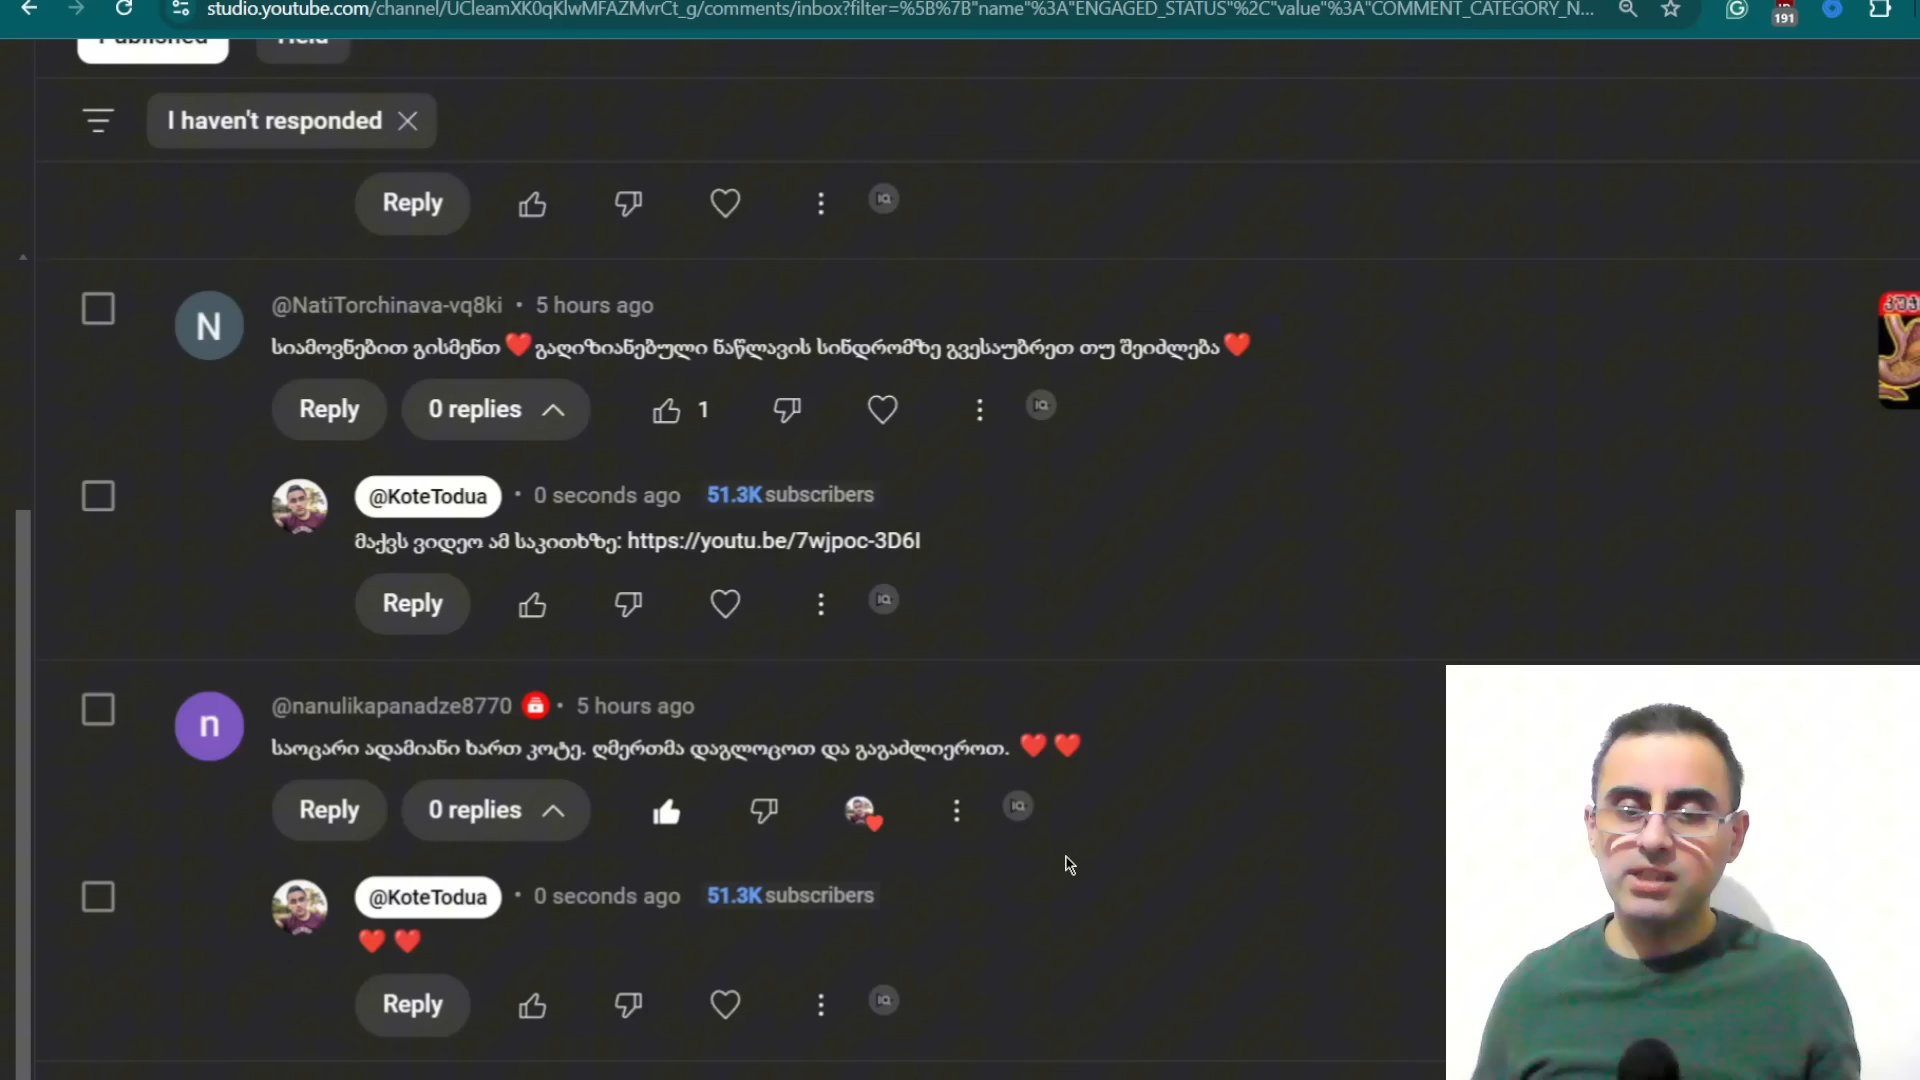 studio.youtube.com/channel/UCleamXK0qKlwMFAZMvrCt_g/comments/inbox?filter=%5B%7B"name"%3A"ENGAGED_STATUS"%2C"value"%3A"COMMENT_CATEGORY_N...
191
Published
Held
I haven't responded
Reply
@NatiTorchinava-vq8ki • 5 hours ago
N
სიამოვნებით გისმენთ ❤️გაღიზიანებული ნაწლავის სინდრომზე გვესაუბრეთ თუ შეიძლება❤️
Reply
0 replies
1
@KoteTodua • 0 seconds ago 51.3K subscribers
მაქვს ვიდეო ამ საკითხზე: https://youtu.be/7wjpoc-3D6I
Reply
@nanulikapanadze8770 • 5 hours ago
n
საოცარი ადამიანი ხართ კოტე. ღმერთმა დაგლოცოთ და გაგაძლიეროთ. ❤️❤️
Reply
0 replies
@KoteTodua • 0 seconds ago 51.3K subscribers
❤️❤️
Reply